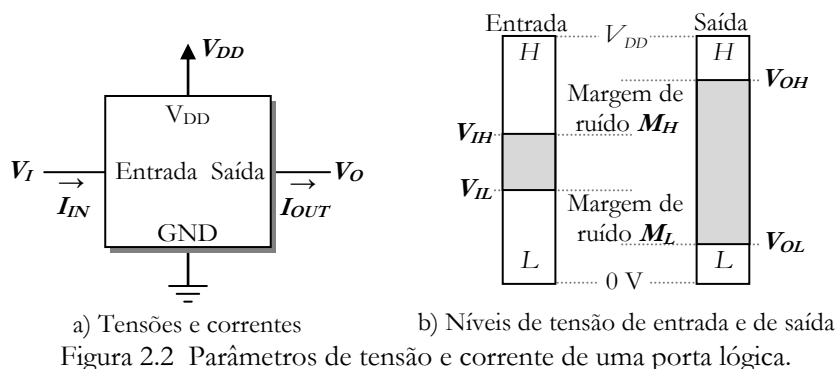 V_DD
V_DD
V_I
Entrada Saída
V_O
I_IN
I_OUT
GND
a) Tensões e correntes
Entrada
V_DD
Saída
H
H
V_OH
Margem de
ruído M_H
V_IH
V_IL
Margem de
ruído M_L
V_OL
L
L
0 V
b) Níveis de tensão de entrada e de saída
Figura 2.2 Parâmetros de tensão e corrente de uma porta lógica.